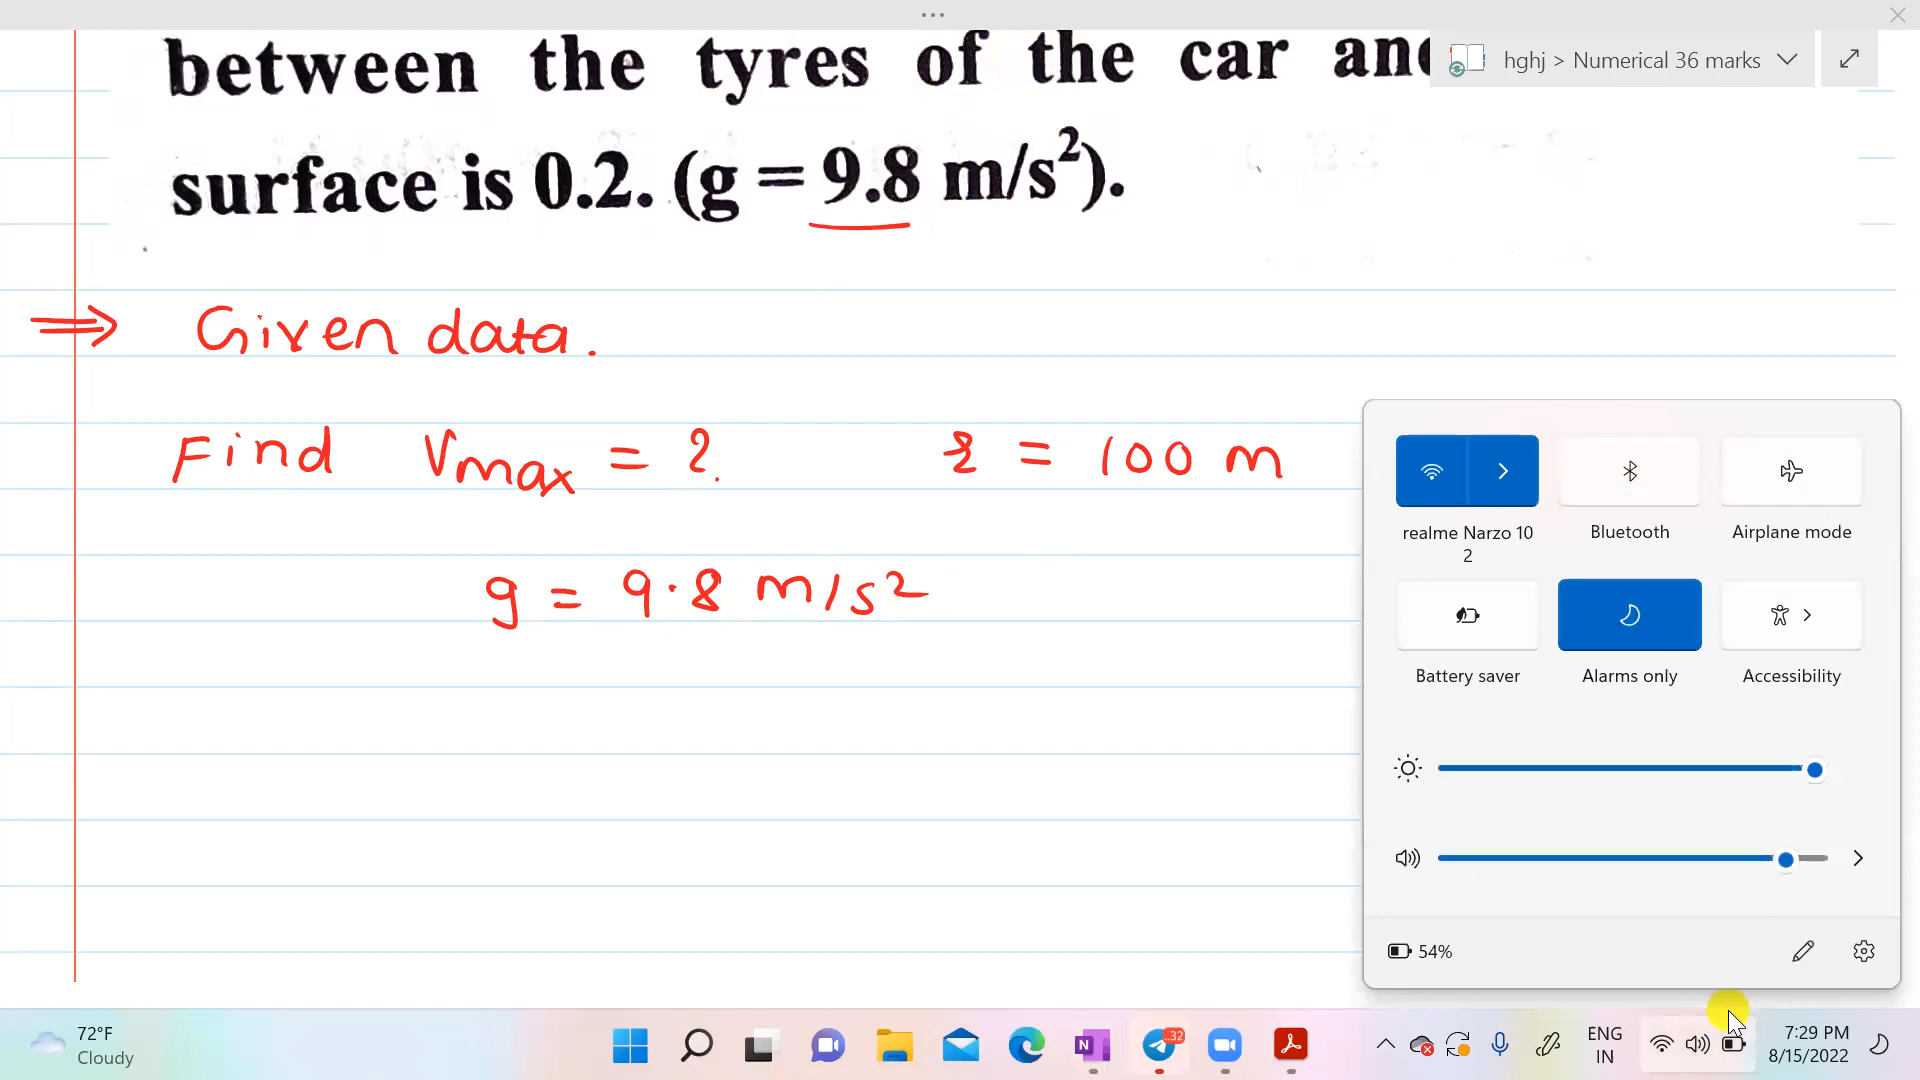 between the tyres of the car
hghj > Numerical 36 marks
surface is 0.2. (g = 9.8 m/s²).
⇒ Given data.
Find Vmax = ? r = 100 m
g = 9.8 m/s²
realme Narzo 10
2
Bluetooth
Airplane mode
Battery saver
Alarms only
Accessibility
54%
72°F
Cloudy
32
ENG
IN
7:29 PM
8/15/2022